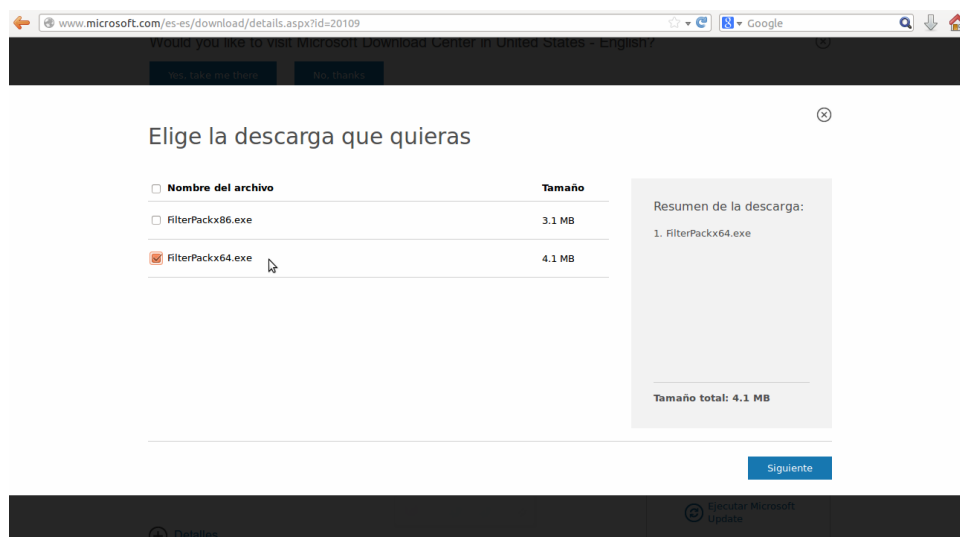 www.microsoft.com/es-es/download/details.aspx?id=20109
Google
Would you like to visit Microsoft Download Center in United States - English?
Yes, take me there
No, thanks
Elige la descarga que quieras
Nombre del archivo
Tamaño
FilterPackx86.exe
3.1 MB
FilterPackx64.exe
4.1 MB
Resumen de la descarga:
1. FilterPackx64.exe
Tamaño total: 4.1 MB
Siguiente
Ejecutar Microsoft
Update
Detalles